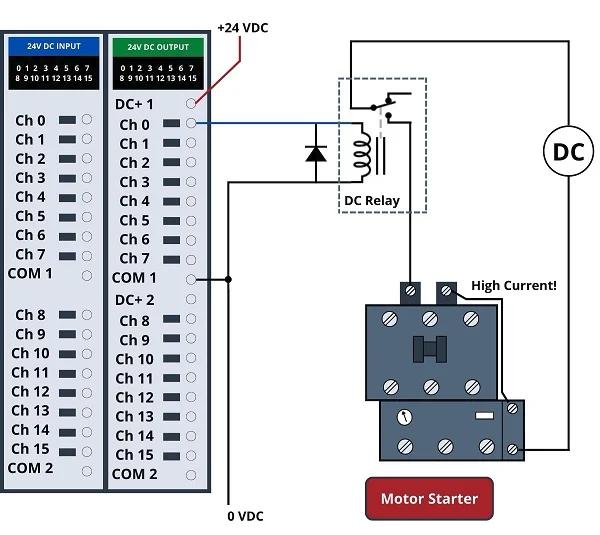 +24 VDC
24V DC INPUT
0 1 2 3 4 5 6 7
8 9 10 11 12 13 14 15
Ch 0
Ch 1
Ch 2
Ch 3
Ch 4
Ch 5
Ch 6
Ch 7
COM 1
Ch 8
Ch 9
Ch 10
Ch 11
Ch 12
Ch 13
Ch 14
Ch 15
COM 2
24V DC OUTPUT
0 1 2 3 4 5 6 7
8 9 10 11 12 13 14 15
DC+ 1
Ch 0
Ch 1
Ch 2
Ch 3
Ch 4
Ch 5
Ch 6
Ch 7
COM 1
DC+ 2
Ch 8
Ch 9
Ch 10
Ch 11
Ch 12
Ch 13
Ch 14
Ch 15
COM 2
DC Relay
DC
High Current!
Motor Starter
0 VDC